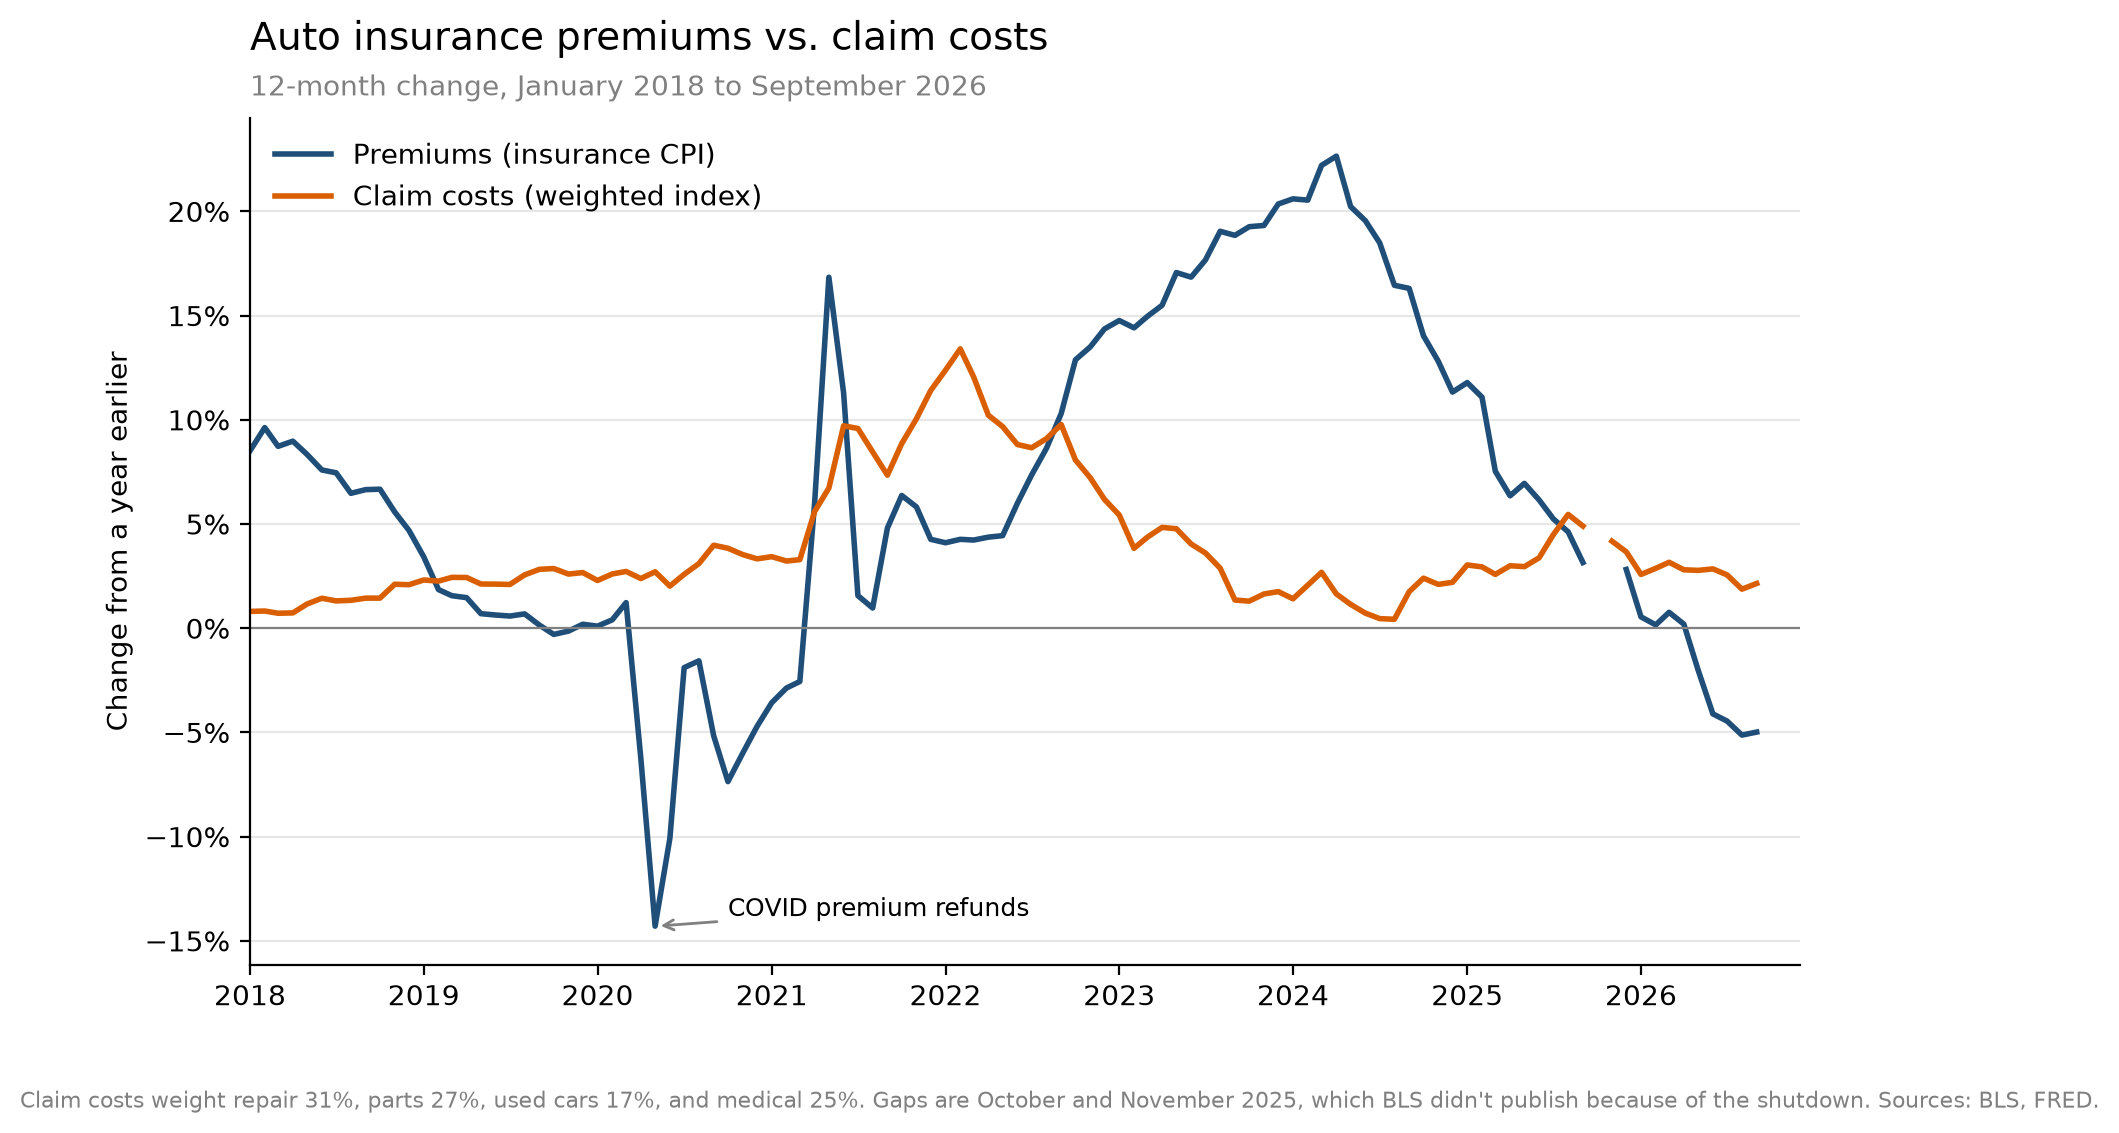 Auto insurance premiums vs. claim costs
12-month change, January 2018 to September 2026
Premiums (insurance CPI)
Claim costs (weighted index)
Change from a year earlier
20%
15%
10%
5%
0%
−5%
−10%
−15%
COVID premium refunds
2018 2019 2020 2021 2022 2023 2024 2025 2026
Claim costs weight repair 31%, parts 27%, used cars 17%, and medical 25%. Gaps are October and November 2025, which BLS didn't publish because of the shutdown. Sources: BLS, FRED.